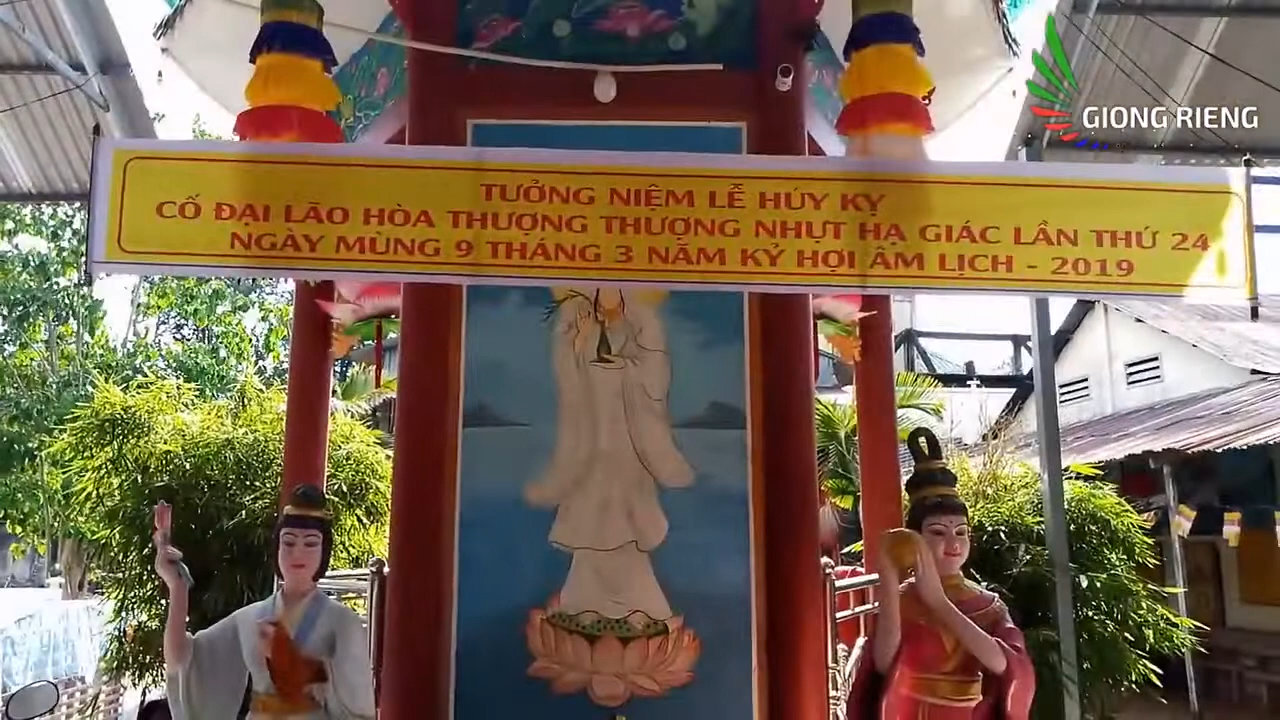 GIONG RIENG
TƯỞNG NIỆM LỄ HÚY KỴ
CỐ ĐẠI LÃO HÒA THƯỢNG THƯỢNG NHỰT HẠ GIÁC LẦN THỨ 24
NGÀY MÙNG 9 THÁNG 3 NĂM KỶ HỢI ÂM LỊCH - 2019